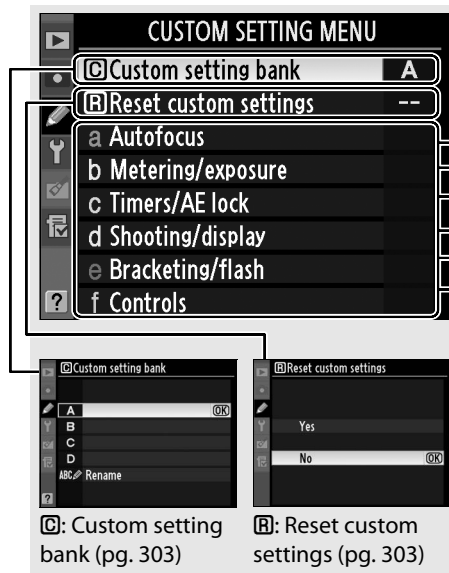 CUSTOM SETTING MENU
C Custom setting bank A
R Reset custom settings --
a Autofocus
b Metering/exposure
c Timers/AE lock
d Shooting/display
e Bracketing/flash
f Controls
?
C Custom setting bank
A OK
B
C
D
ABC Rename
?
R Reset custom settings
Yes
No OK
C: Custom setting
bank (pg. 303)
R: Reset custom
settings (pg. 303)